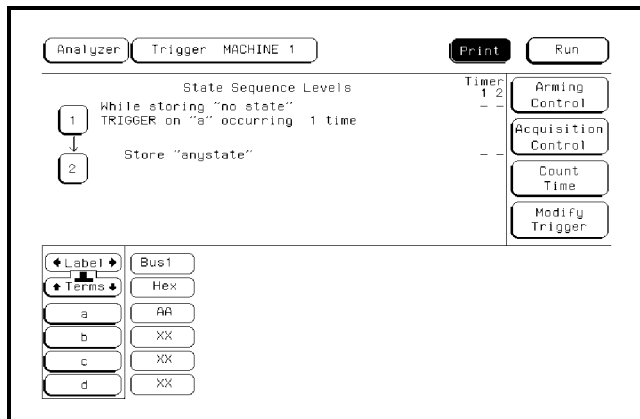 Analyzer Trigger MACHINE 1 Print Run
State Sequence Levels Timer
1 2
While storing "no state" - -
1 TRIGGER on "a" occurring 1 time
2 Store "anystate" - -
Arming
Control
Acquisition
Control
Count
Time
Modify
Trigger
Label Bus1
Terms Hex
a AA
b XX
c XX
d XX